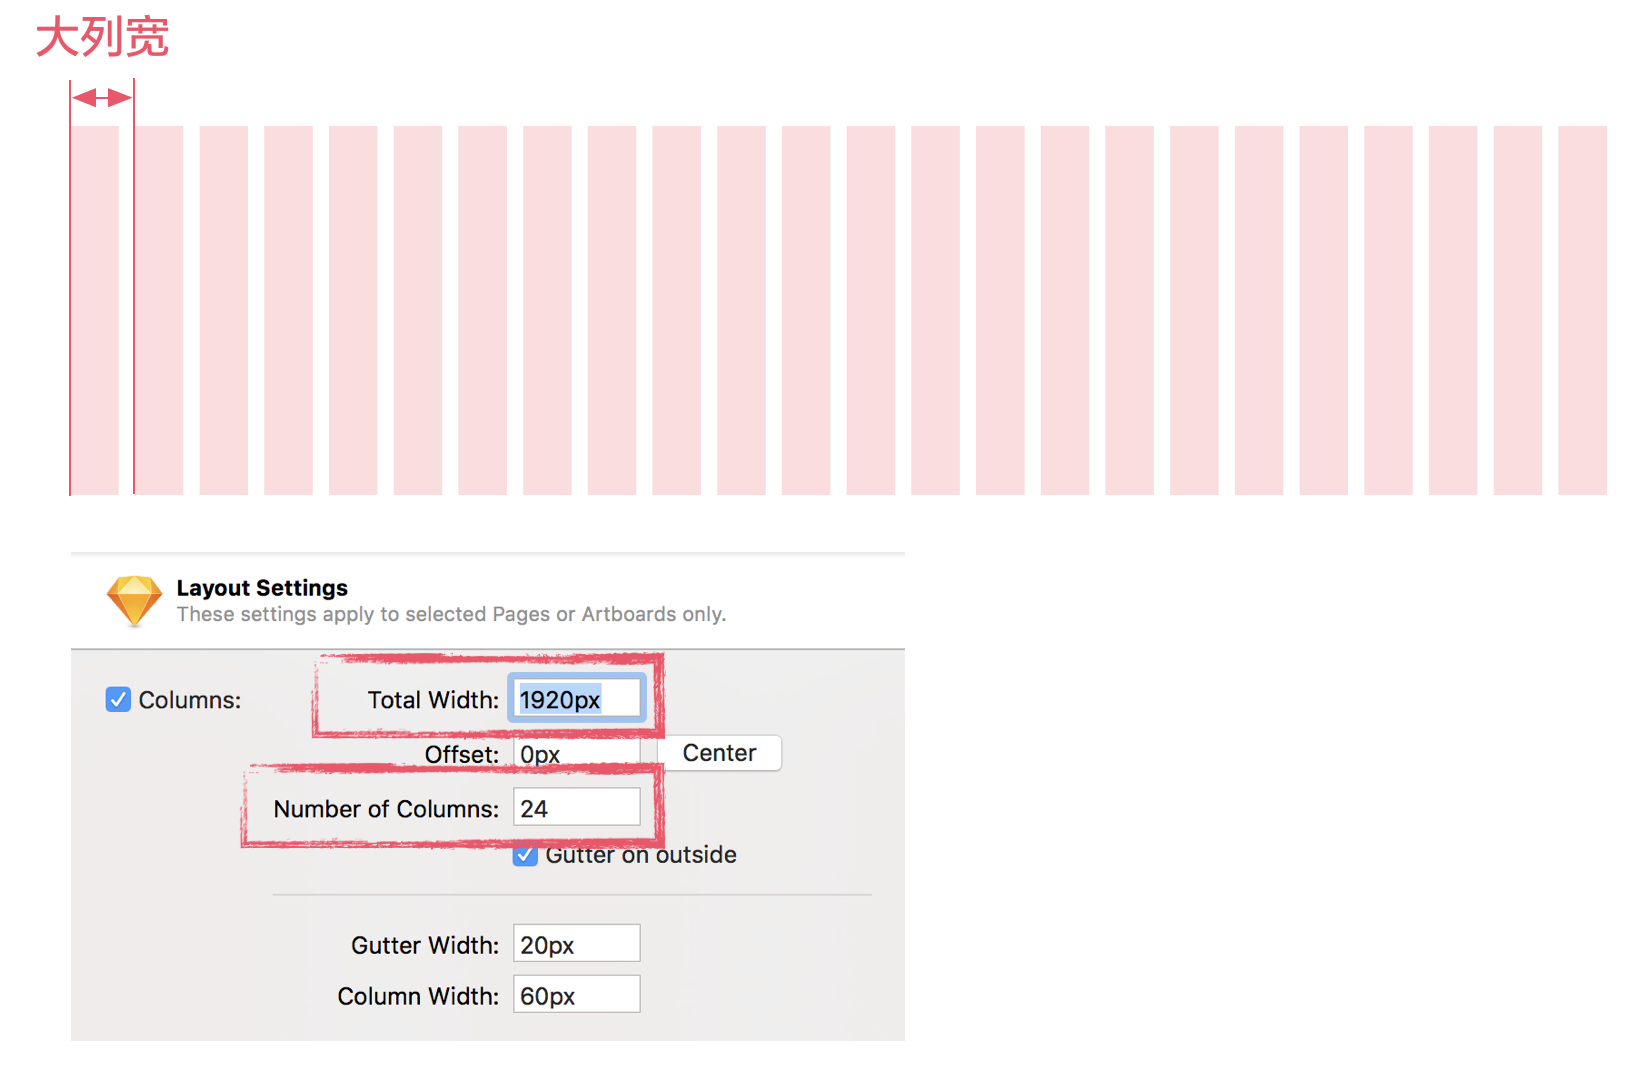 大列宽
Layout Settings
These settings apply to selected Pages or Artboards only.
Columns:
Total Width: 1920px
Offset: 0px Center
Number of Columns: 24
Gutter on outside
Gutter Width: 20px
Column Width: 60px